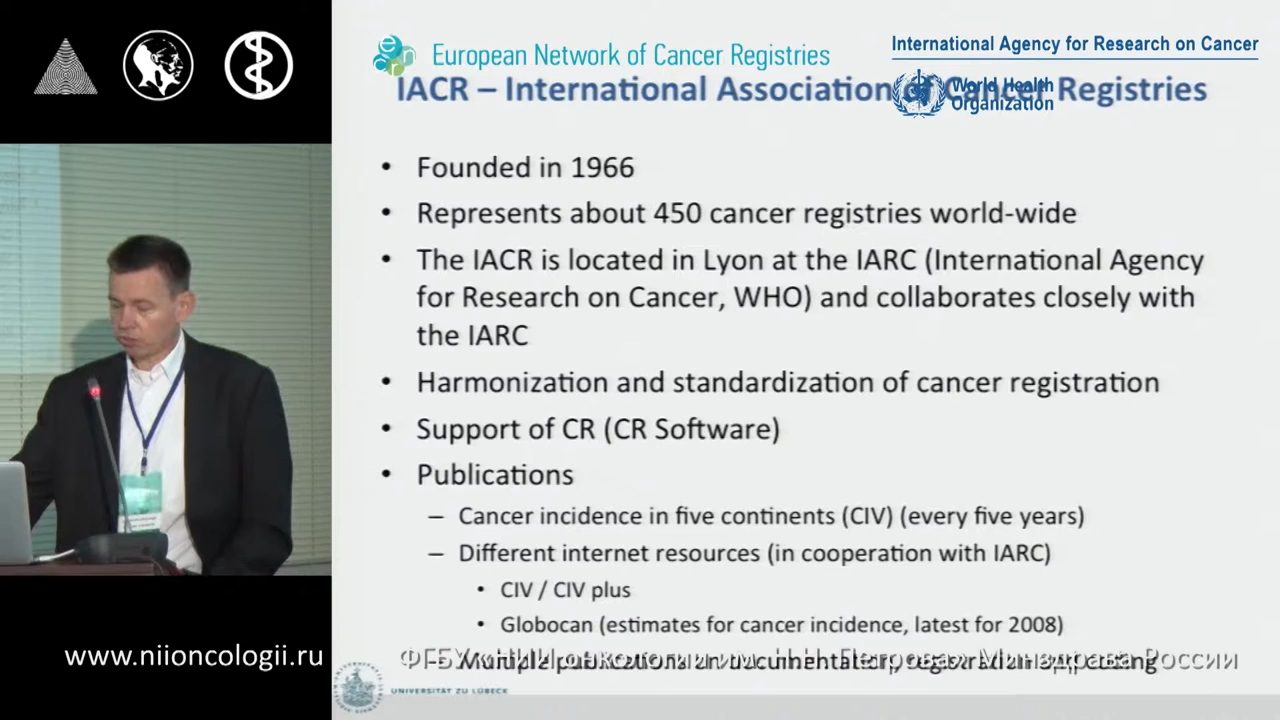 European Network of Cancer Registries
International Agency for Research on Cancer
World Health
Organization
IACR – International Association of Cancer Registries
• Founded in 1966
• Represents about 450 cancer registries world-wide
• The IACR is located in Lyon at the IARC (International Agency
for Research on Cancer, WHO) and collaborates closely with
the IARC
• Harmonization and standardization of cancer registration
• Support of CR (CR Software)
• Publications
– Cancer incidence in five continents (CIV) (every five years)
– Different internet resources (in cooperation with IARC)
• CIV / CIV plus
• Globocan (estimates for cancer incidence, latest for 2008)
– Multiple publications on documentation, registration and coding
www.niioncologii.ru
ФГБУ «НИИ онкологии им. Н.Н. Петрова» Минздрава России
UNIVERSITÄT ZU LÜBECK